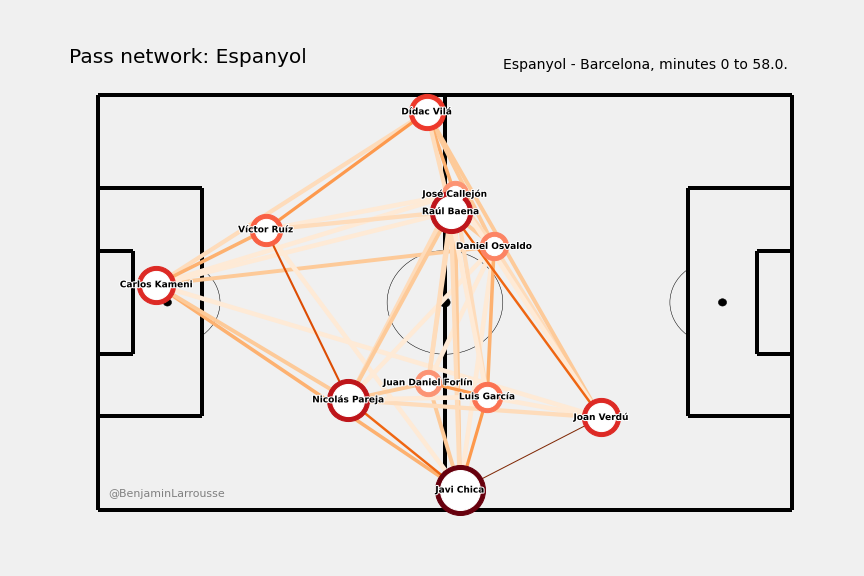 Pass network: Espanyol
Espanyol - Barcelona, minutes 0 to 58.0.
Dídac Vilá
José Callejón
Raúl Baena
Víctor Ruíz
Daniel Osvaldo
Carlos Kameni
Juan Daniel Forlín
Luis García
Nicolás Pareja
Joan Verdú
Javi Chica
@BenjaminLarrousse